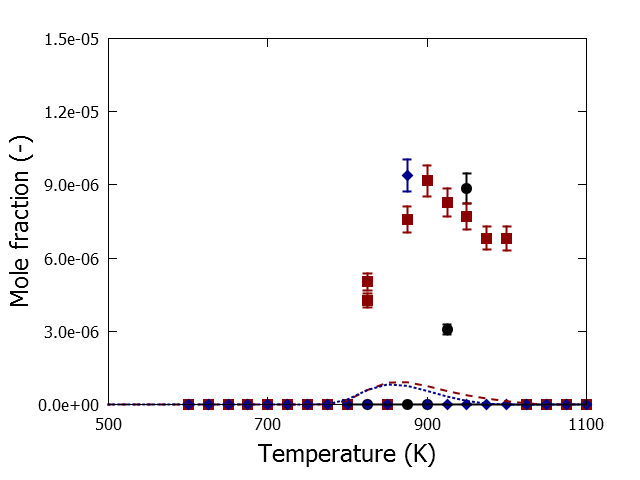 1.5e-05
1.2e-05
9.0e-06
6.0e-06
3.0e-06
0.0e+00
Mole fraction (-)
500 700 900 1100
Temperature (K)